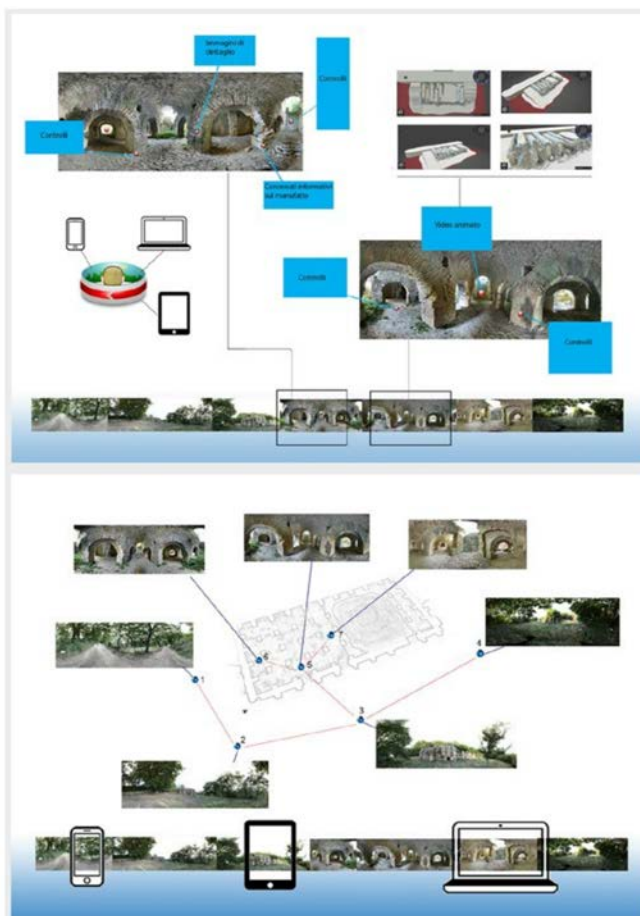 Immagini di
dettaglio
Controlli
Controlli
Contenuti informativi
sul manufatto
Video animato
Controlli
Controlli
7
6
5
4
1
3
2